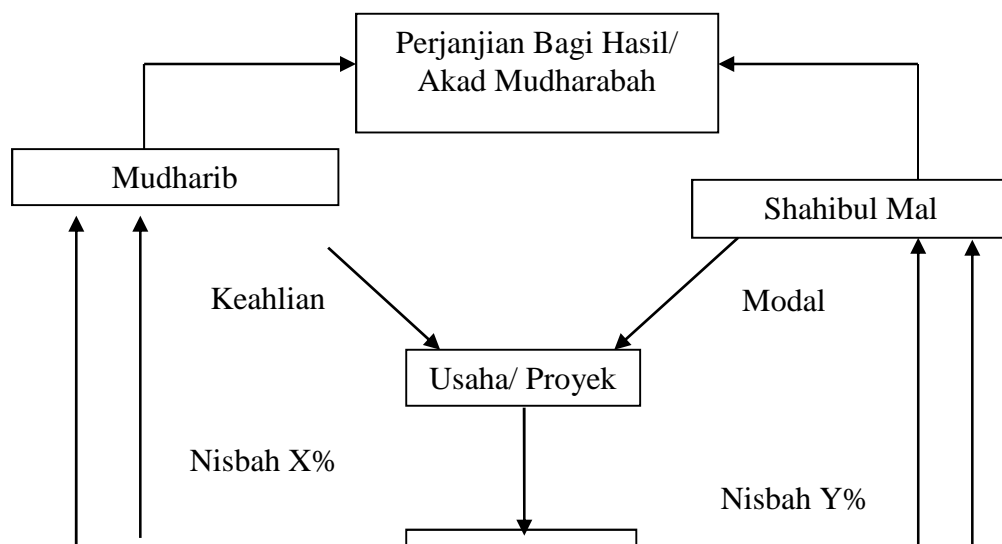 Perjanjian Bagi Hasil/
Akad Mudharabah
Mudharib
Shahibul Mal
Keahlian
Modal
Usaha/ Proyek
Nisbah X%
Nisbah Y%